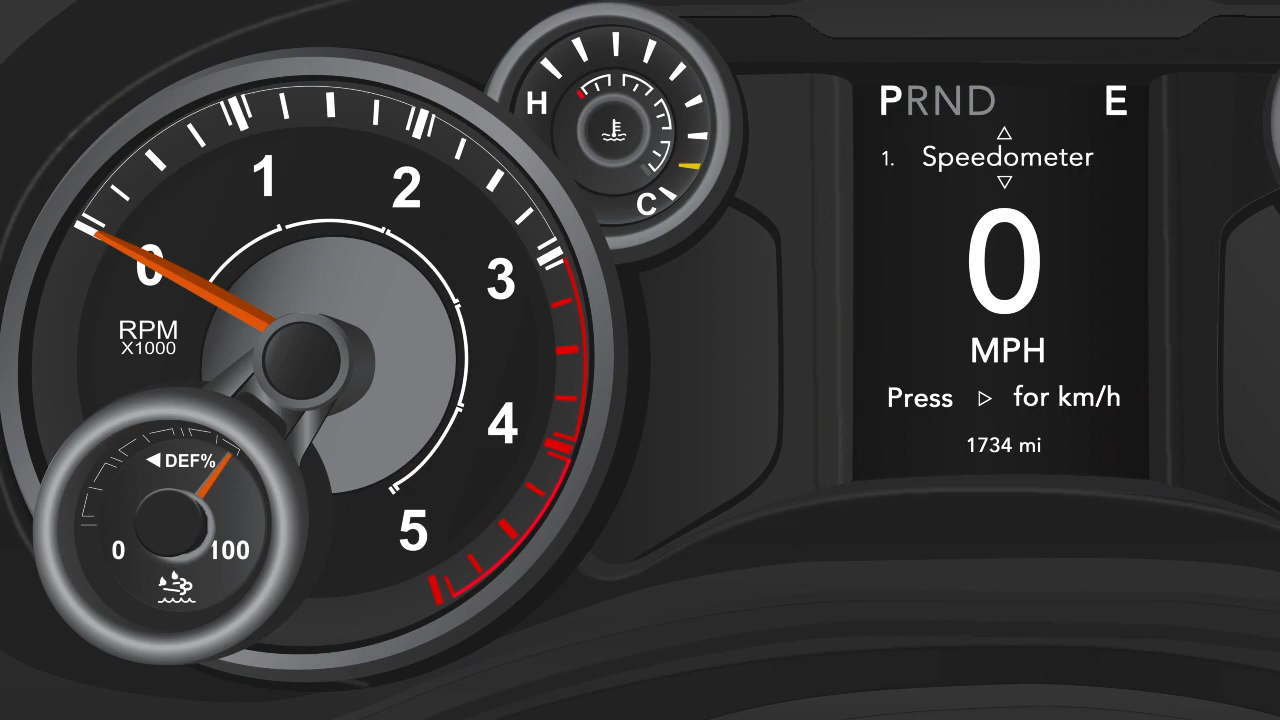 0
1
2
3
4
5
RPM
X1000
◀DEF%
0 100
H
C
PRND E
1. Speedometer
0
MPH
Press ▷ for km/h
1734 mi